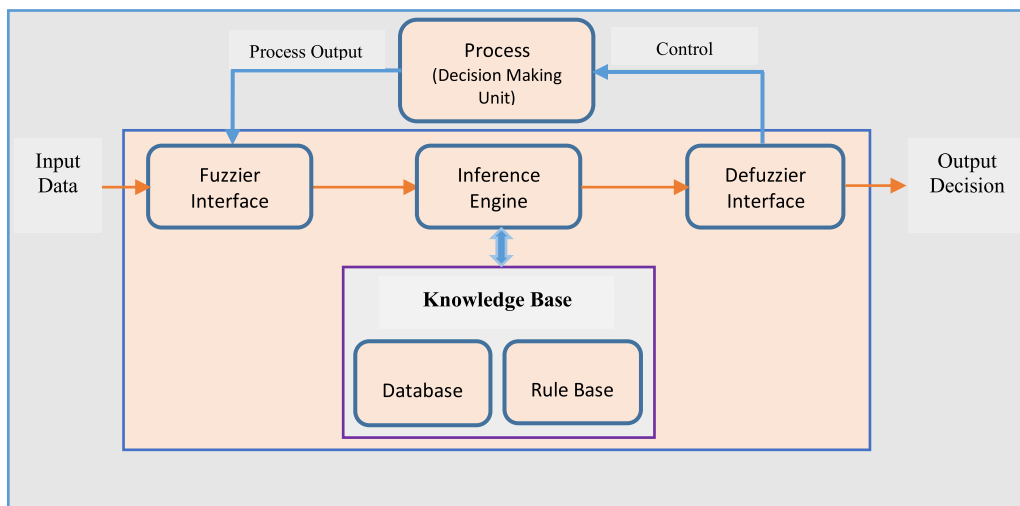 Process Output
Process
(Decision Making
Unit)
Control
Input
Data
Fuzzier
Interface
Inference
Engine
Defuzzier
Interface
Output
Decision
Knowledge Base
Database
Rule Base